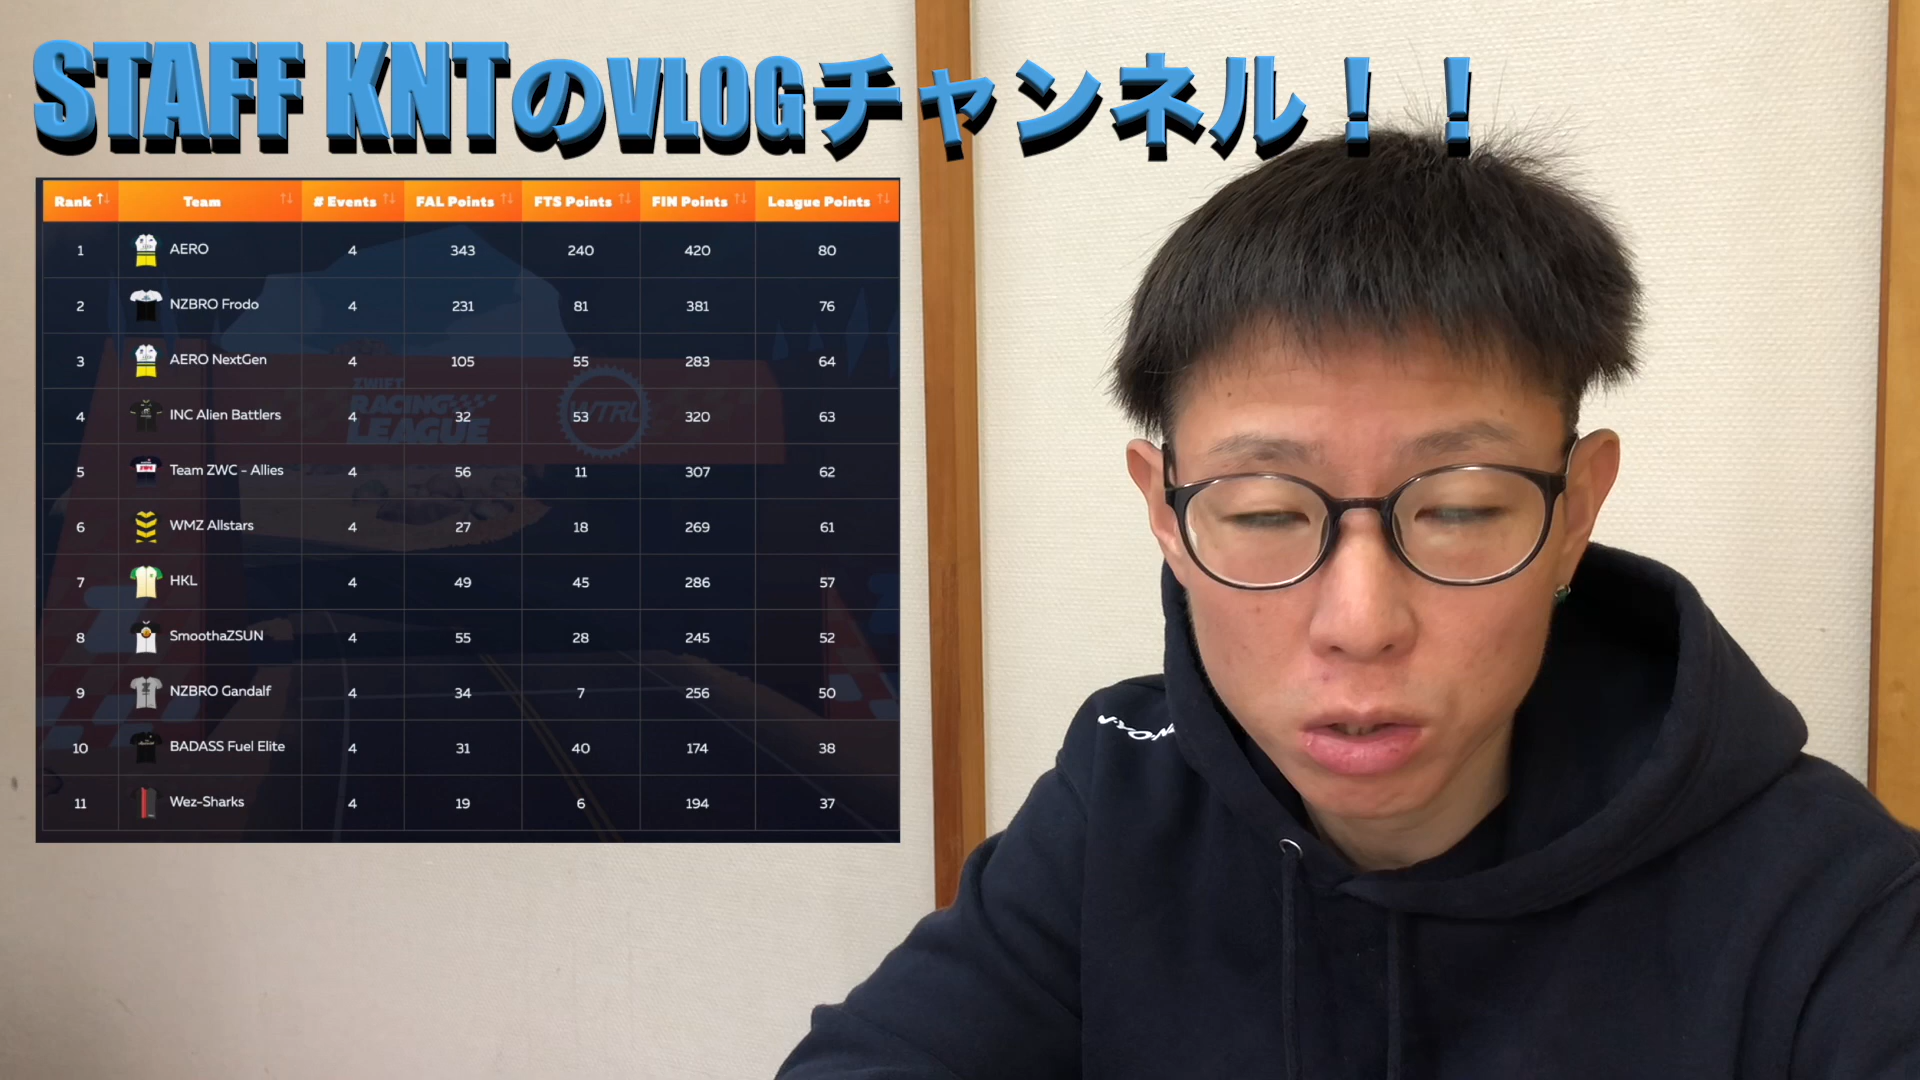 STAFF KNTのVLOGチャンネル！！
Rank Team # Events FAL Points FTS Points FIN Points League Points
1 AERO 4 343 240 420 80
2 NZBRO Frodo 4 231 81 381 76
3 AERO NextGen 4 105 55 283 64
4 INC Alien Battlers 4 32 53 320 63
5 Team ZWC - Allies 4 56 11 307 62
6 WMZ Allstars 4 27 18 269 61
7 HKL 4 49 45 286 57
8 SmoothaZSUN 4 55 28 245 52
9 NZBRO Gandalf 4 34 7 256 50
10 BADASS Fuel Elite 4 31 40 174 38
11 Wez-Sharks 4 19 6 194 37
ZWIFT
RACING
LEAGUE
WTRL